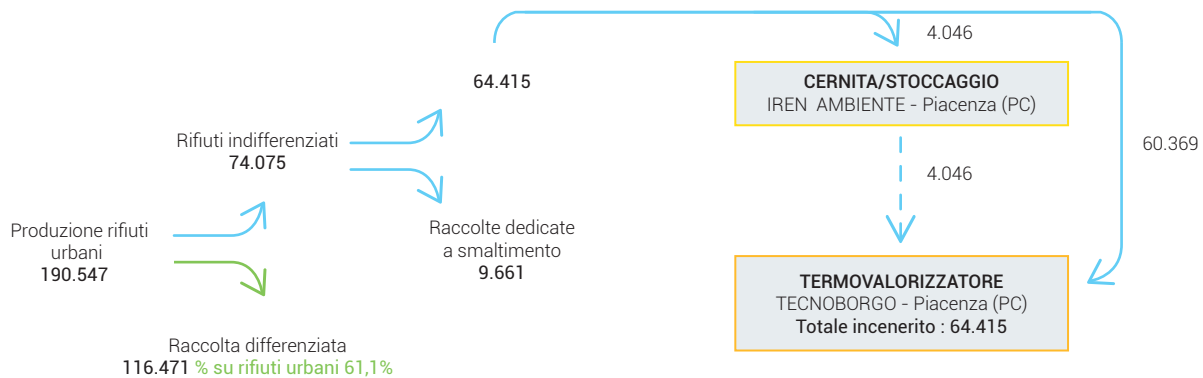 4.046
CERNITA/STOCCAGGIO
IREN AMBIENTE - Piacenza (PC)
64.415
Rifiuti indifferenziati
74.075
60.369
4.046
Produzione rifiuti
urbani
190.547
Raccolte dedicate
a smaltimento
9.661
TERMOVALORIZZATORE
TECNOBORGO - Piacenza (PC)
Totale incenerito : 64.415
Raccolta differenziata
116.471 % su rifiuti urbani 61,1%